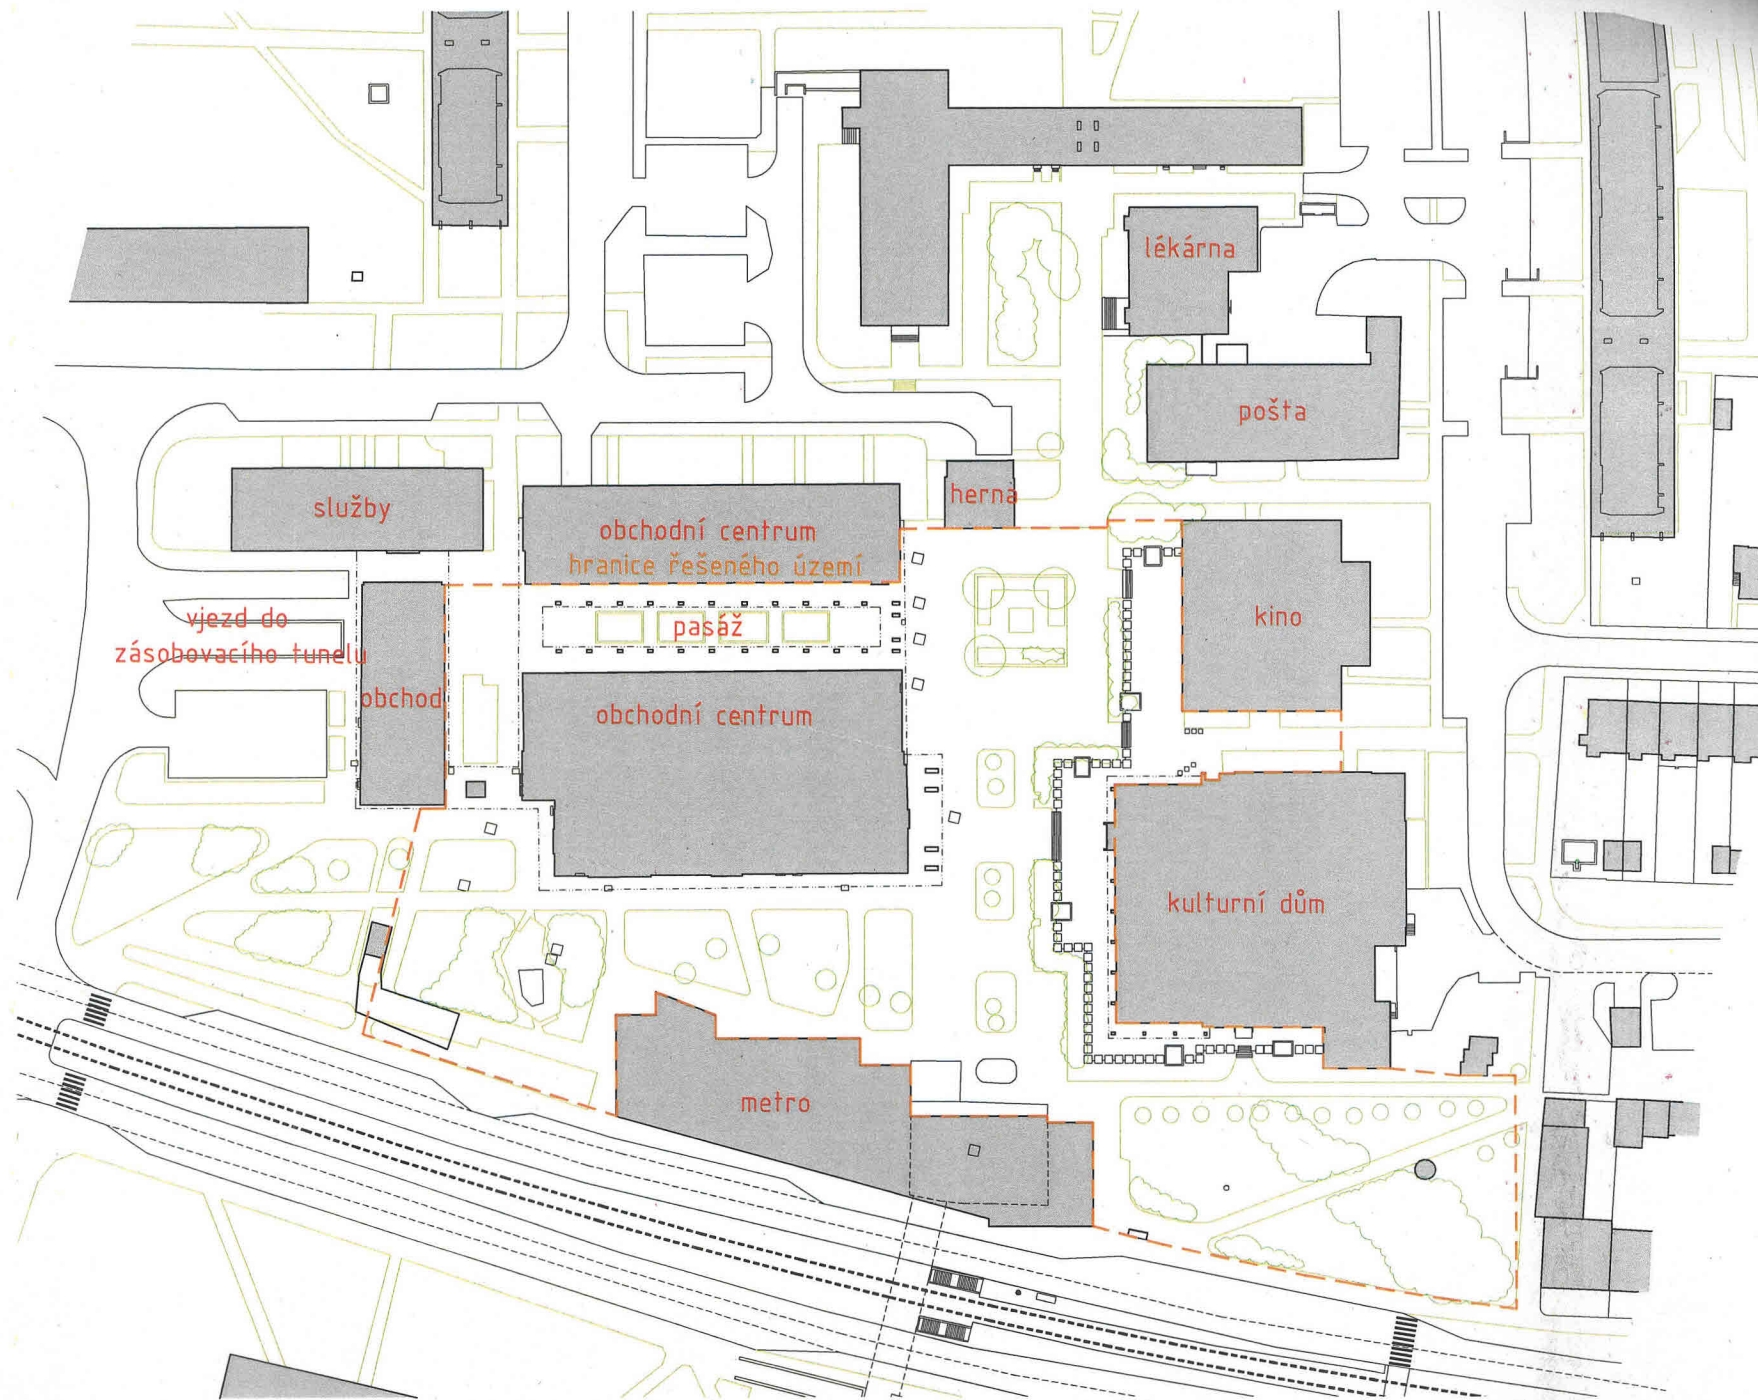 lékárna
pošta
služby
herna
obchodní centrum
hranice řešeného území
vjezd do
zásobovacího tunelu
pasáž
kino
obchod
obchodní centrum
kulturní dům
metro